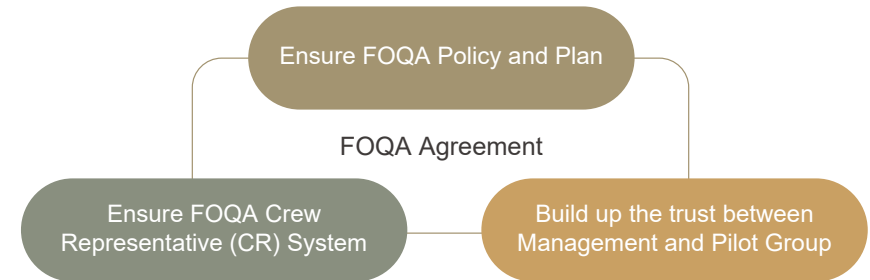 Ensure FOQA Policy and Plan
FOQA Agreement
Ensure FOQA Crew
Representative (CR) System
Build up the trust between
Management and Pilot Group